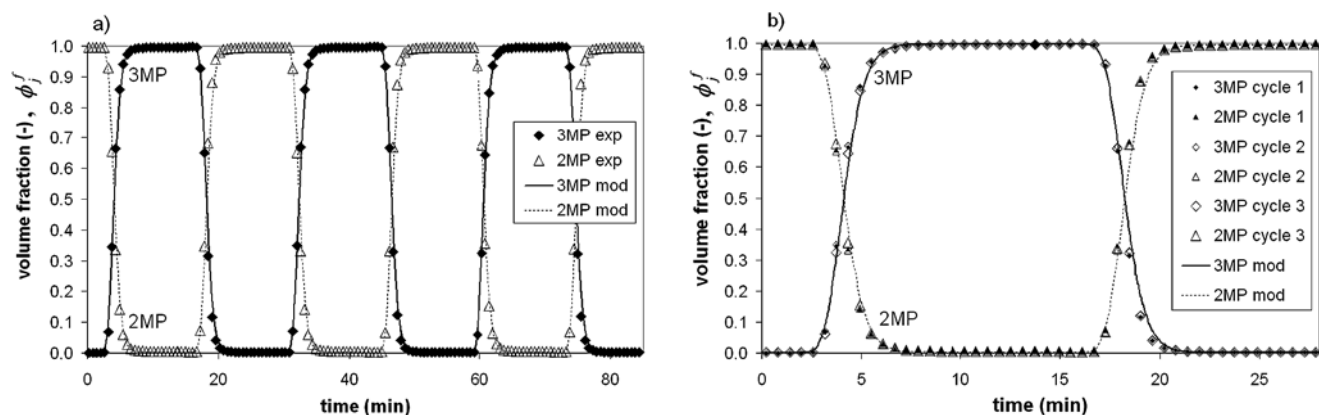 a)
volume fraction (-), ϕ_j^f
1.0
0.9
0.8
0.7
0.6
0.5
0.4
0.3
0.2
0.1
0.0
3MP
2MP
3MP exp
2MP exp
3MP mod
2MP mod
0 20 40 60 80
time (min)
b)
volume fraction (-), ϕ_j^f
1.0
0.9
0.8
0.7
0.6
0.5
0.4
0.3
0.2
0.1
0.0
3MP
2MP
3MP cycle 1
2MP cycle 1
3MP cycle 2
2MP cycle 2
3MP cycle 3
2MP cycle 3
3MP mod
2MP mod
0 5 10 15 20 25
time (min)